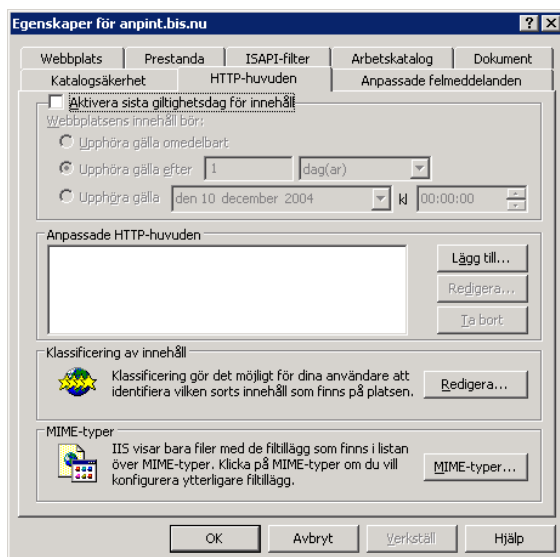 Egenskaper för anpint.bis.nu
Webbplats Prestanda ISAPI-filter Arbetskatalog Dokument
Katalogsäkerhet HTTP-huvuden Anpassade felmeddelanden
Aktivera sista giltighetsdag för innehåll
Webbplatsens innehåll bör:
Upphöra gälla omedelbart
Upphöra gälla efter 1 dag(ar)
Upphöra gälla den 10 december 2004 kl 00:00:00
Anpassade HTTP-huvuden
Lägg till...
Redigera...
Ta bort
Klassificering av innehåll
Klassificering gör det möjligt för dina användare att
identifiera vilken sorts innehåll som finns på platsen.
Redigera...
MIME-typer
IIS visar bara filer med de filtillägg som finns i listan
över MIME-typer. Klicka på MIME-typer om du vill
konfigurera ytterligare filtillägg.
MIME-typer...
OK Avbryt Verkställ Hjälp